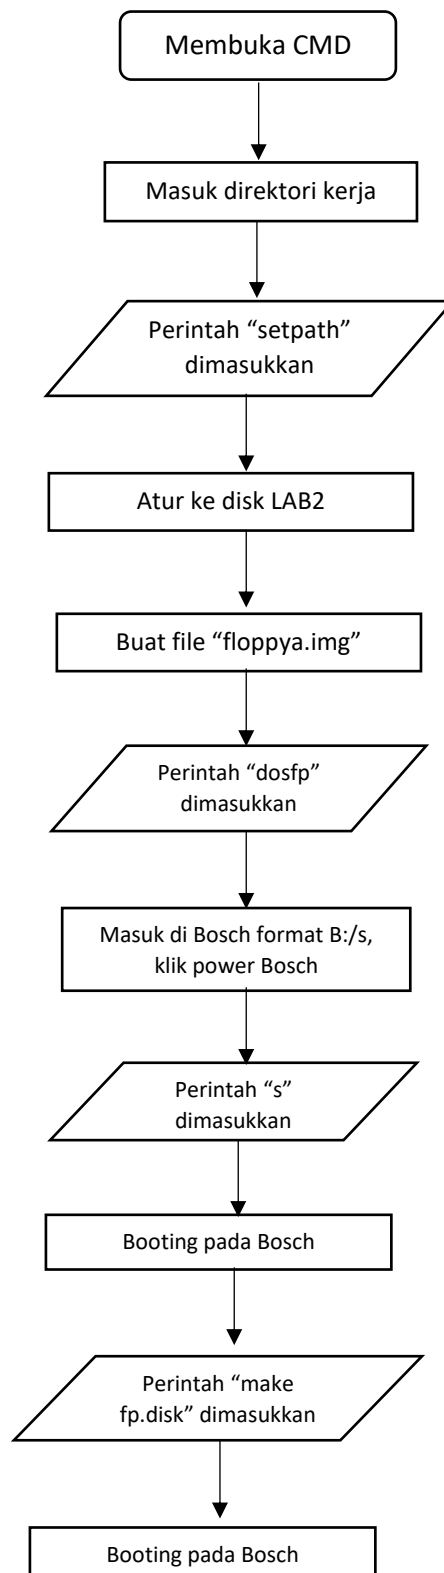 Membuka CMD
Masuk direktori kerja
Perintah “setpath”
dimasukkan
Atur ke disk LAB2
Buat file “floppya.img”
Perintah “dosfp”
dimasukkan
Masuk di Bosch format B:/s,
klik power Bosch
Perintah “s”
dimasukkan
Booting pada Bosch
Perintah “make
fp.disk” dimasukkan
Booting pada Bosch